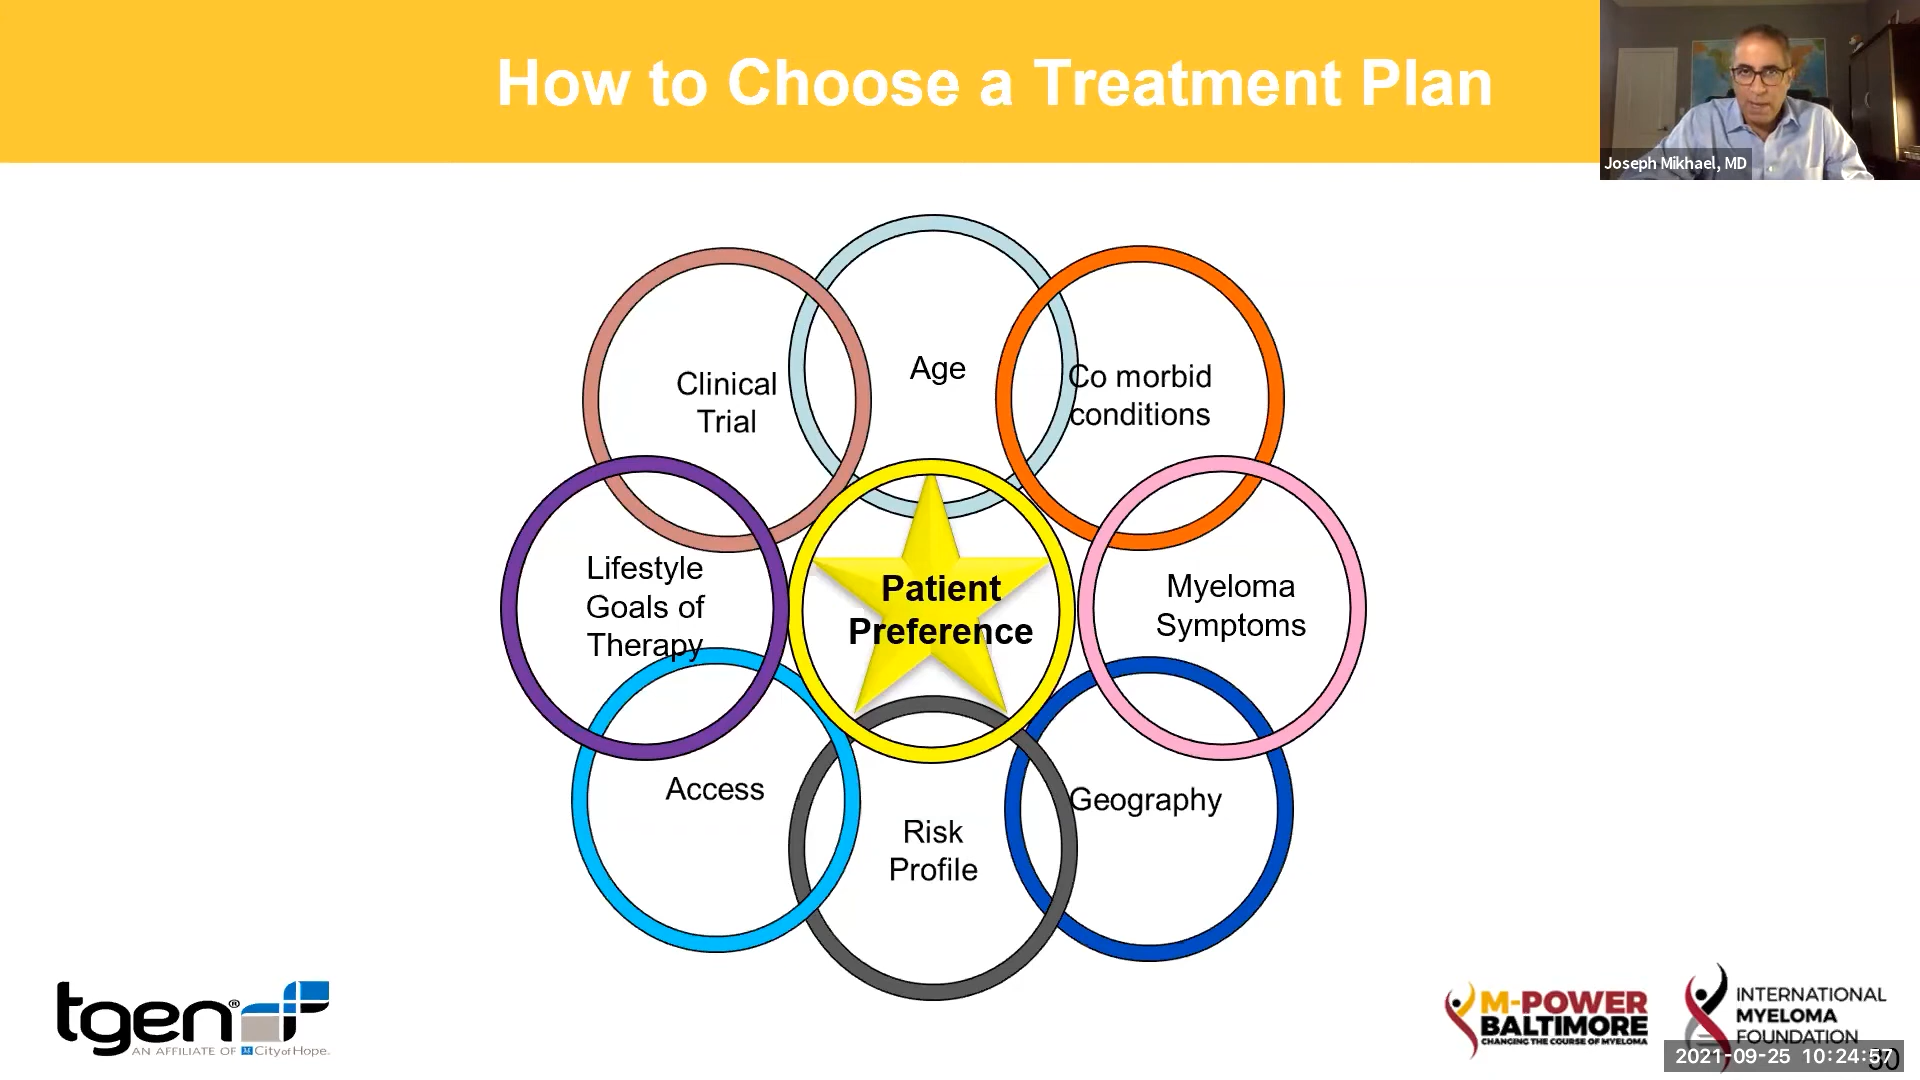 How to Choose a Treatment Plan
Joseph Mikhael, MD
Clinical
Trial
Age
Co morbid
conditions
Lifestyle
Goals of
Therapy
Patient
Preference
Myeloma
Symptoms
Access
Risk
Profile
Geography
tgen®
AN AFFILIATE OF City of Hope.
M-POWER
BALTIMORE
CHANGING THE COURSE OF MYELOMA
INTERNATIONAL
MYELOMA
FOUNDATION
2021-09-25 10:24:57
50